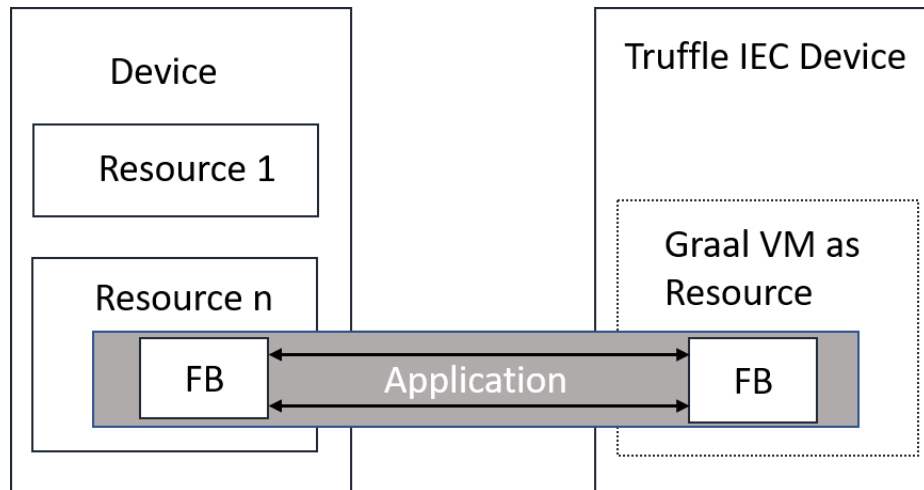 Device
Resource 1
Resource n
FB
Application
Truffle IEC Device
Graal VM as
Resource
FB